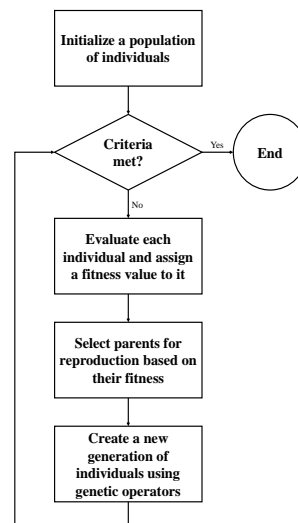 Initialize a population
of individuals
Criteria
met?
Yes
End
No
Evaluate each
individual and assign
a fitness value to it
Select parents for
reproduction based on
their fitness
Create a new
generation of
individuals using
genetic operators